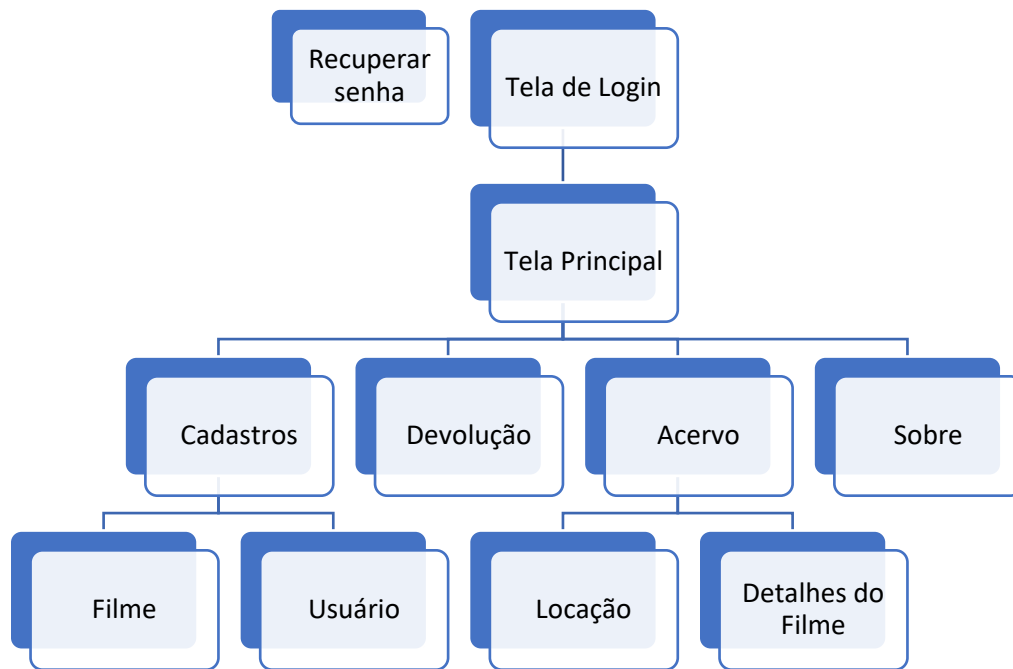 Recuperar
senha
Tela de Login
Tela Principal
Cadastros
Devolução
Acervo
Sobre
Filme
Usuário
Locação
Detalhes do
Filme